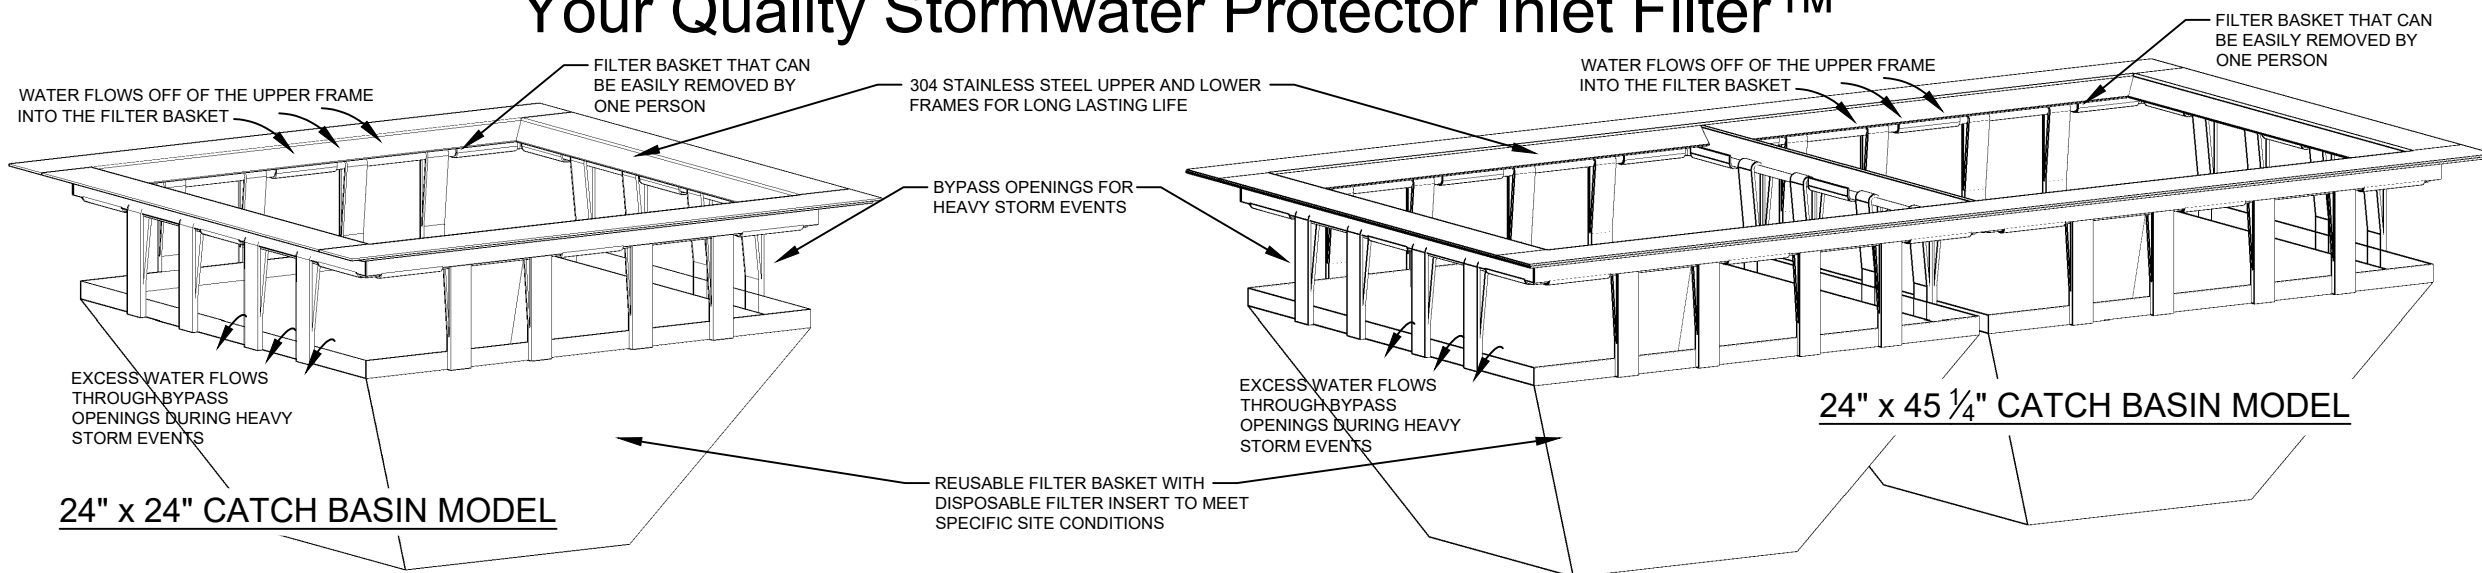 Your Quality Stormwater Protector Inlet Filter™
WATER FLOWS OFF OF THE UPPER FRAME
INTO THE FILTER BASKET
FILTER BASKET THAT CAN
BE EASILY REMOVED BY
ONE PERSON
304 STAINLESS STEEL UPPER AND LOWER
FRAMES FOR LONG LASTING LIFE
WATER FLOWS OFF OF THE UPPER FRAME
INTO THE FILTER BASKET
FILTER BASKET THAT CAN
BE EASILY REMOVED BY
ONE PERSON
BYPASS OPENINGS FOR
HEAVY STORM EVENTS
EXCESS WATER FLOWS
THROUGH BYPASS
OPENINGS DURING HEAVY
STORM EVENTS
EXCESS WATER FLOWS
THROUGH BYPASS
OPENINGS DURING HEAVY
STORM EVENTS
24" x 45 ¼" CATCH BASIN MODEL
REUSABLE FILTER BASKET WITH
DISPOSABLE FILTER INSERT TO MEET
SPECIFIC SITE CONDITIONS
24" x 24" CATCH BASIN MODEL